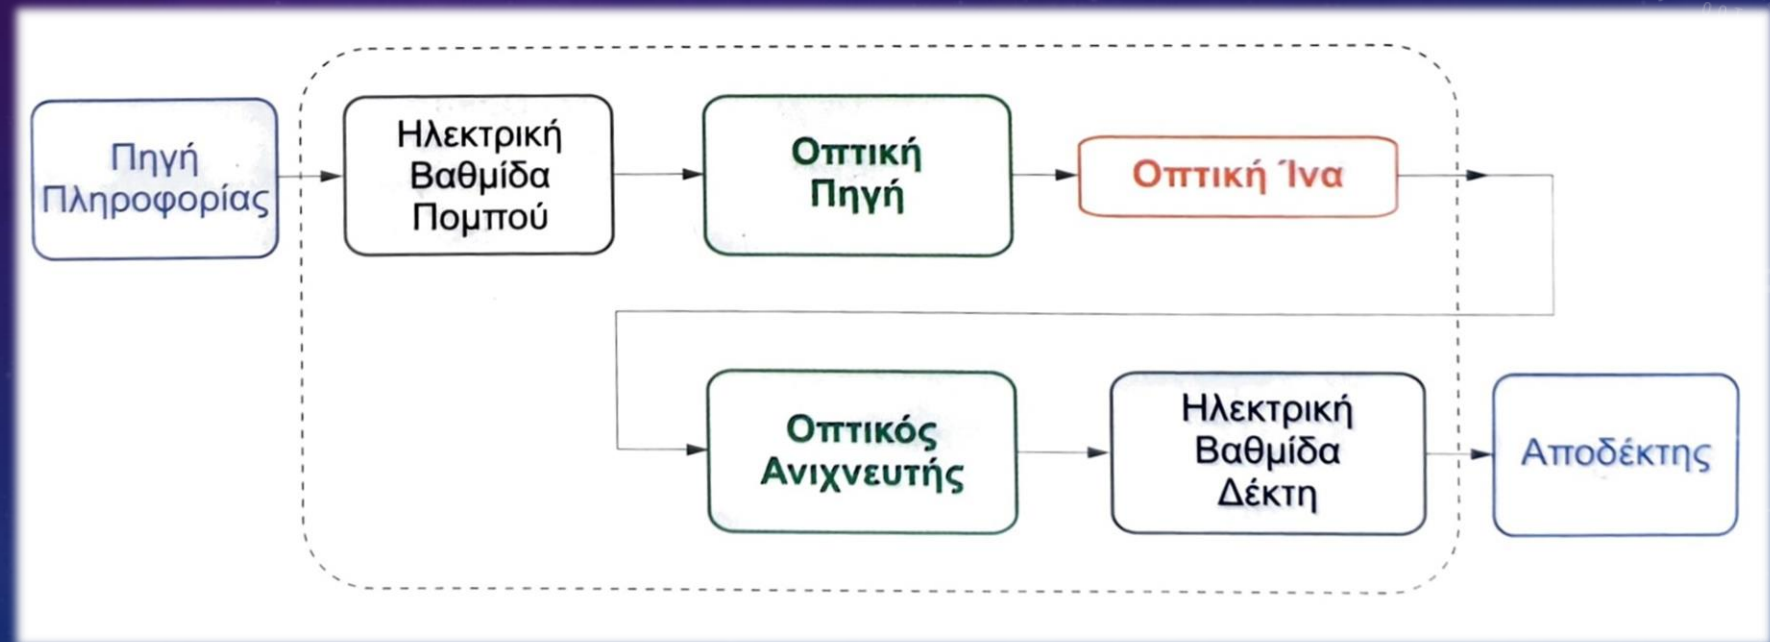 Πηγή
Πληροφορίας
Ηλεκτρική
Βαθμίδα
Πομπού
Οπτική
Πηγή
Οπτική Ίνα
Οπτικός
Ανιχνευτής
Ηλεκτρική
Βαθμίδα
Δέκτη
Αποδέκτης